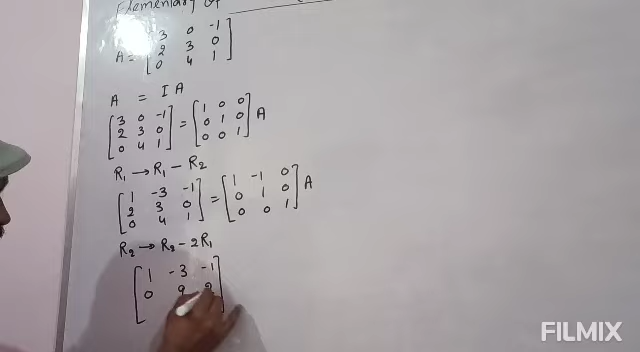 Elementary
A = [3 0 -1
2 3 0
0 4 1]
A = I A
[3 0 -1
2 3 0
0 4 1] = [1 0 0
0 1 0
0 0 1] A
R₁ → R₁ - R₂
[1 -3 -1
2 3 0
0 4 1] = [1 -1 0
0 1 0
0 0 1] A
R₂ → R₂ - 2R₁
[1 -3 -1
0 9 2]
FILMIX